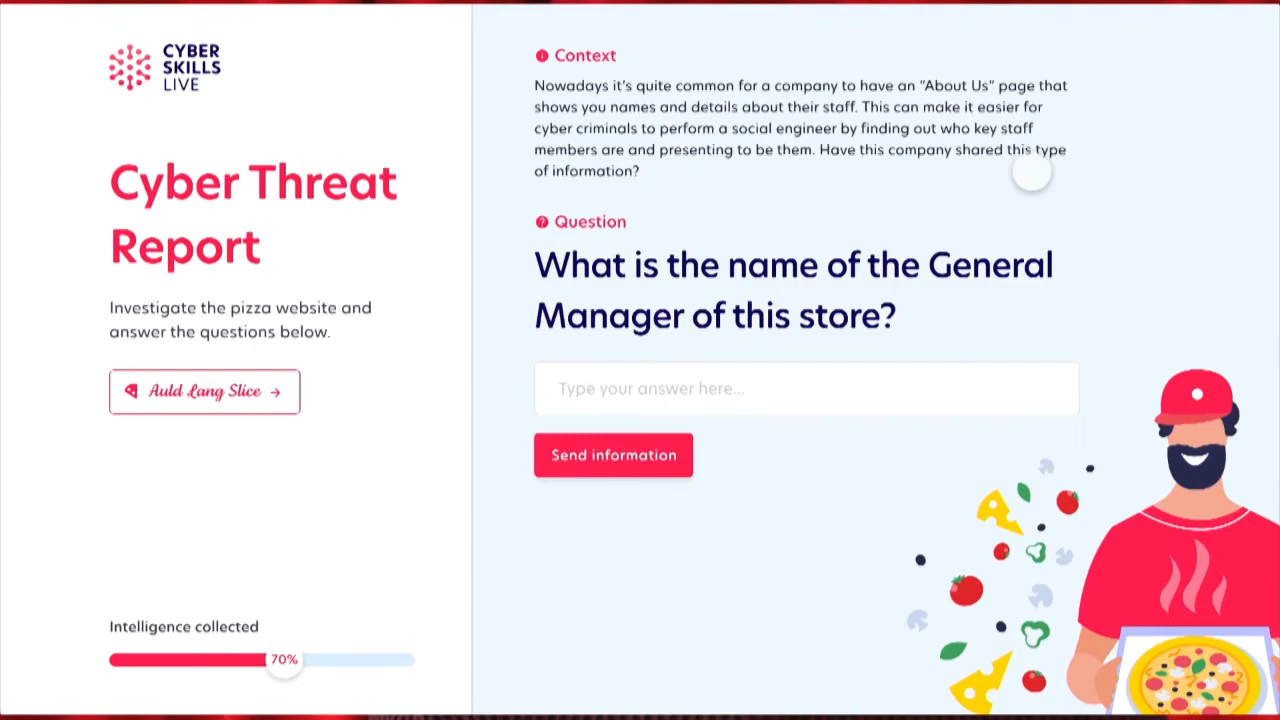 CYBER
SKILLS
LIVE
Cyber Threat
Report
Investigate the pizza website and
answer the questions below.
Auld Lang Slice →
Intelligence collected
70%
Context
Nowadays it's quite common for a company to have an "About Us" page that
shows you names and details about their staff. This can make it easier for
cyber criminals to perform a social engineer by finding out who key staff
members are and presenting to be them. Have this company shared this type
of information?
Question
What is the name of the General
Manager of this store?
Type your answer here...
Send information